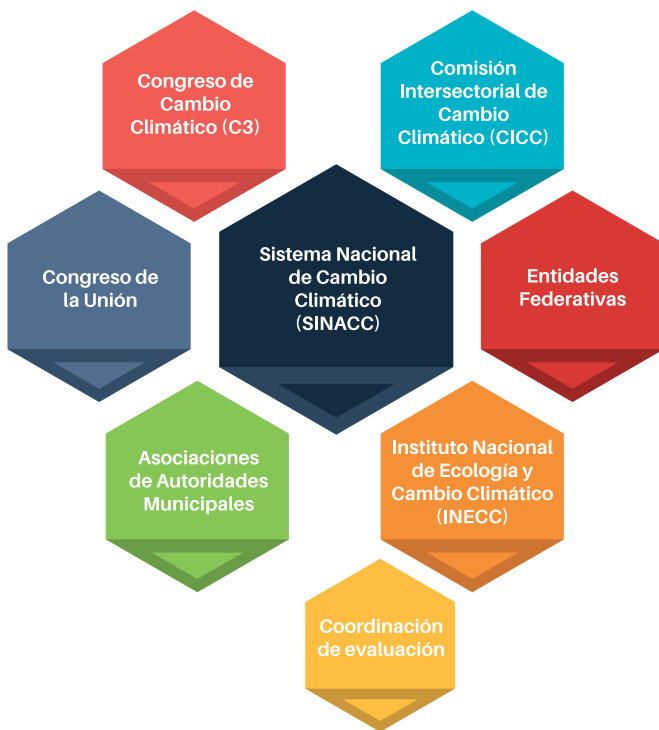 Congreso de
Cambio
Climático (C3)
Comisión
Intersectorial de
Cambio
Climático (CICC)
Congreso de
la Unión
Sistema Nacional
de Cambio
Climático
(SINACC)
Entidades
Federativas
Asociaciones
de Autoridades
Municipales
Instituto Nacional
de Ecología y
Cambio Climático
(INECC)
Coordinación
de evaluación